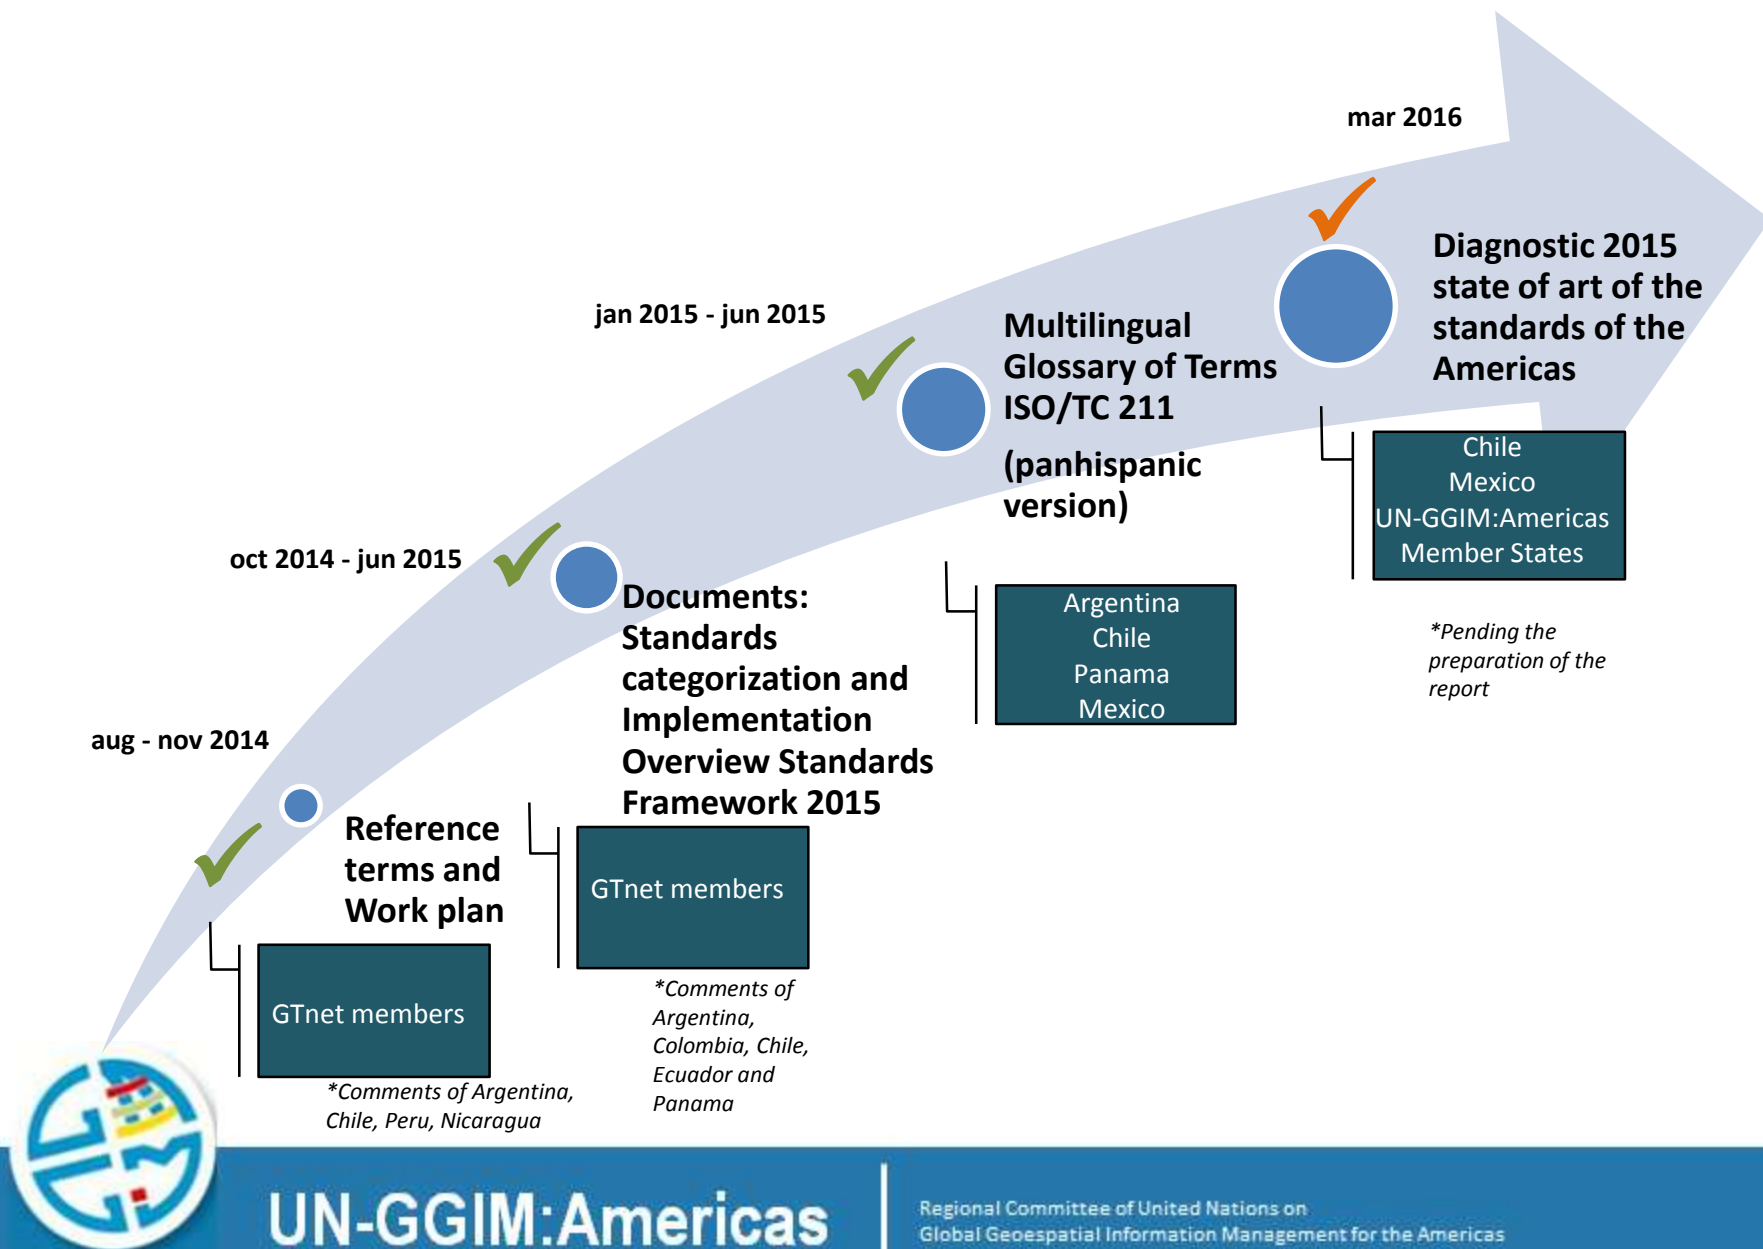 mar 2016
Diagnostic 2015
state of art of the
standards of the
Americas
Chile
Mexico
UN-GGIM:Americas
Member States
*Pending the
preparation of the
report
jan 2015 - jun 2015
Multilingual
Glossary of Terms
ISO/TC 211
(panhispanic
version)
Argentina
Chile
Panama
Mexico
oct 2014 - jun 2015
Documents:
Standards
categorization and
Implementation
Overview Standards
Framework 2015
GTnet members
*Comments of
Argentina,
Colombia, Chile,
Ecuador and
Panama
aug - nov 2014
Reference
terms and
Work plan
GTnet members
*Comments of Argentina,
Chile, Peru, Nicaragua
UN-GGIM:Americas
Regional Committee of United Nations on
Global Geoespatial Information Management for the Americas